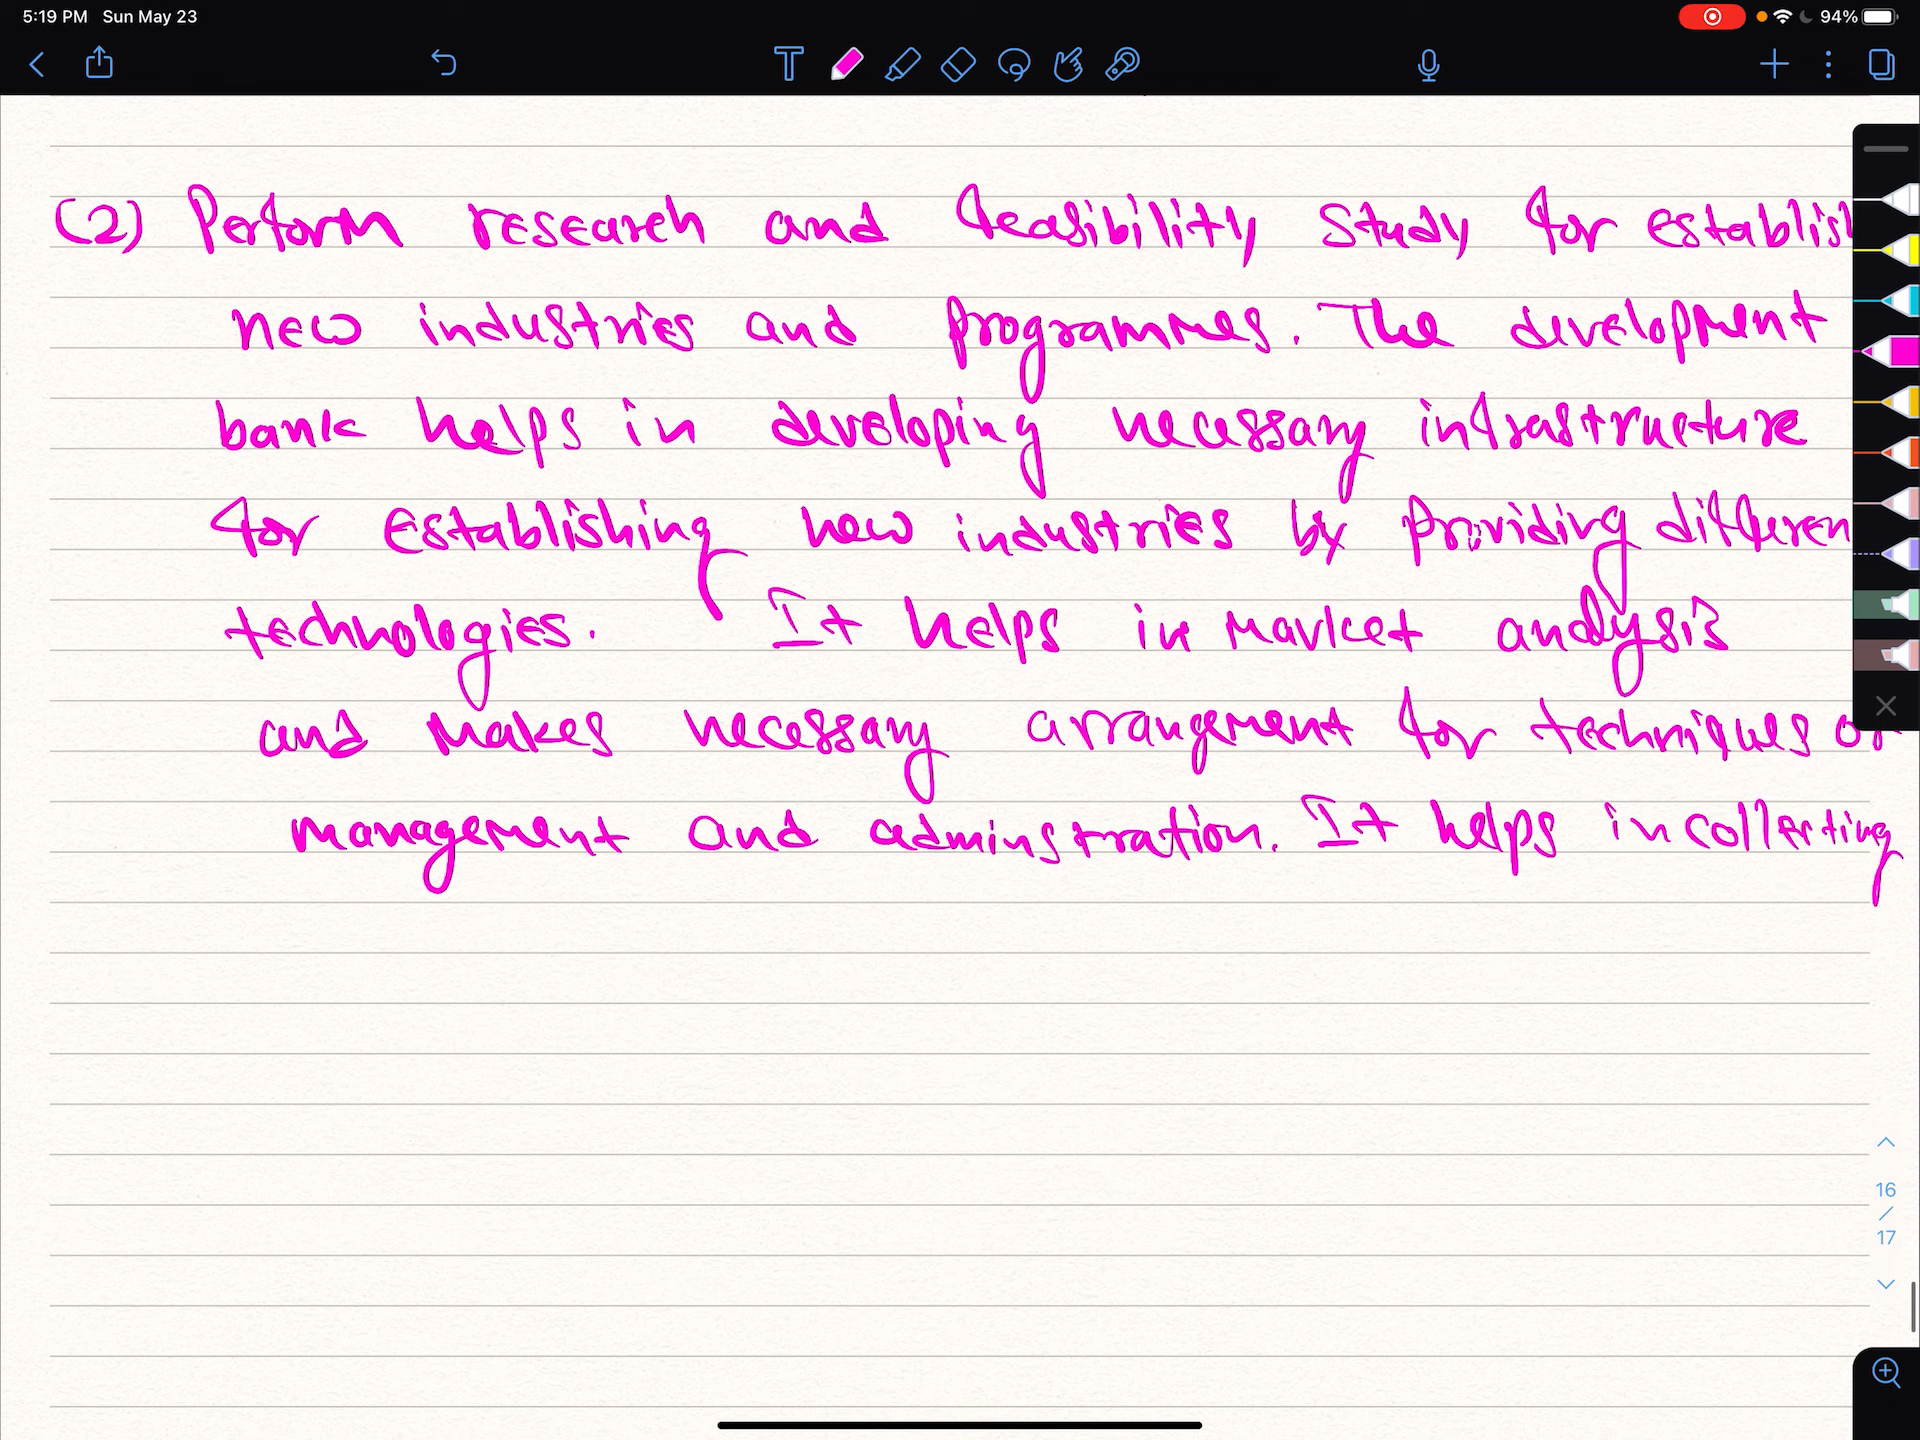 5:19 PM Sun May 23
94%
(2) Perform research and feasibility study for establish
new industries and programmes. The development
bank helps in developing necessary infrastructure
for establishing new industries by providing differen
technologies. It helps in market analysis
and makes necessary arrangement for techniques of
management and adminstration. It helps in collecting
16
/
17